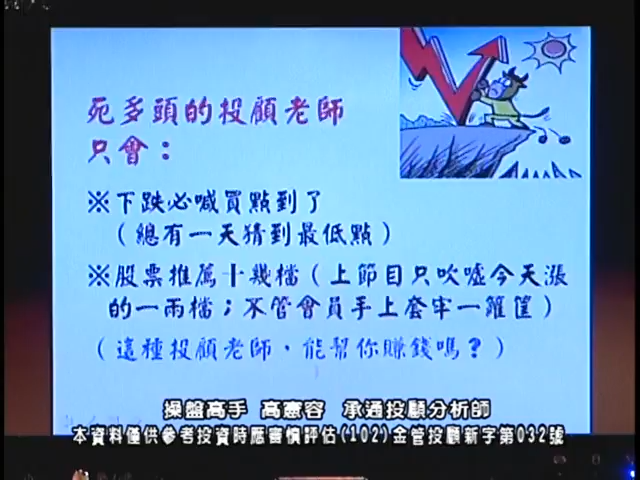 死多頭的投顧老師
只會：
※下跌必喊買點到了
（總有一天猜到最低點）
※股票推薦十幾檔（上節目只吹噓今天漲
的一兩檔；不管會員手上套牢一籮筐）
（這種投顧老師，能幫你賺錢嗎？）
操盤高手 高憲容 承通投顧分析師
本資料僅供參考投資時應審慎評估(102)金管投顧新字第032號